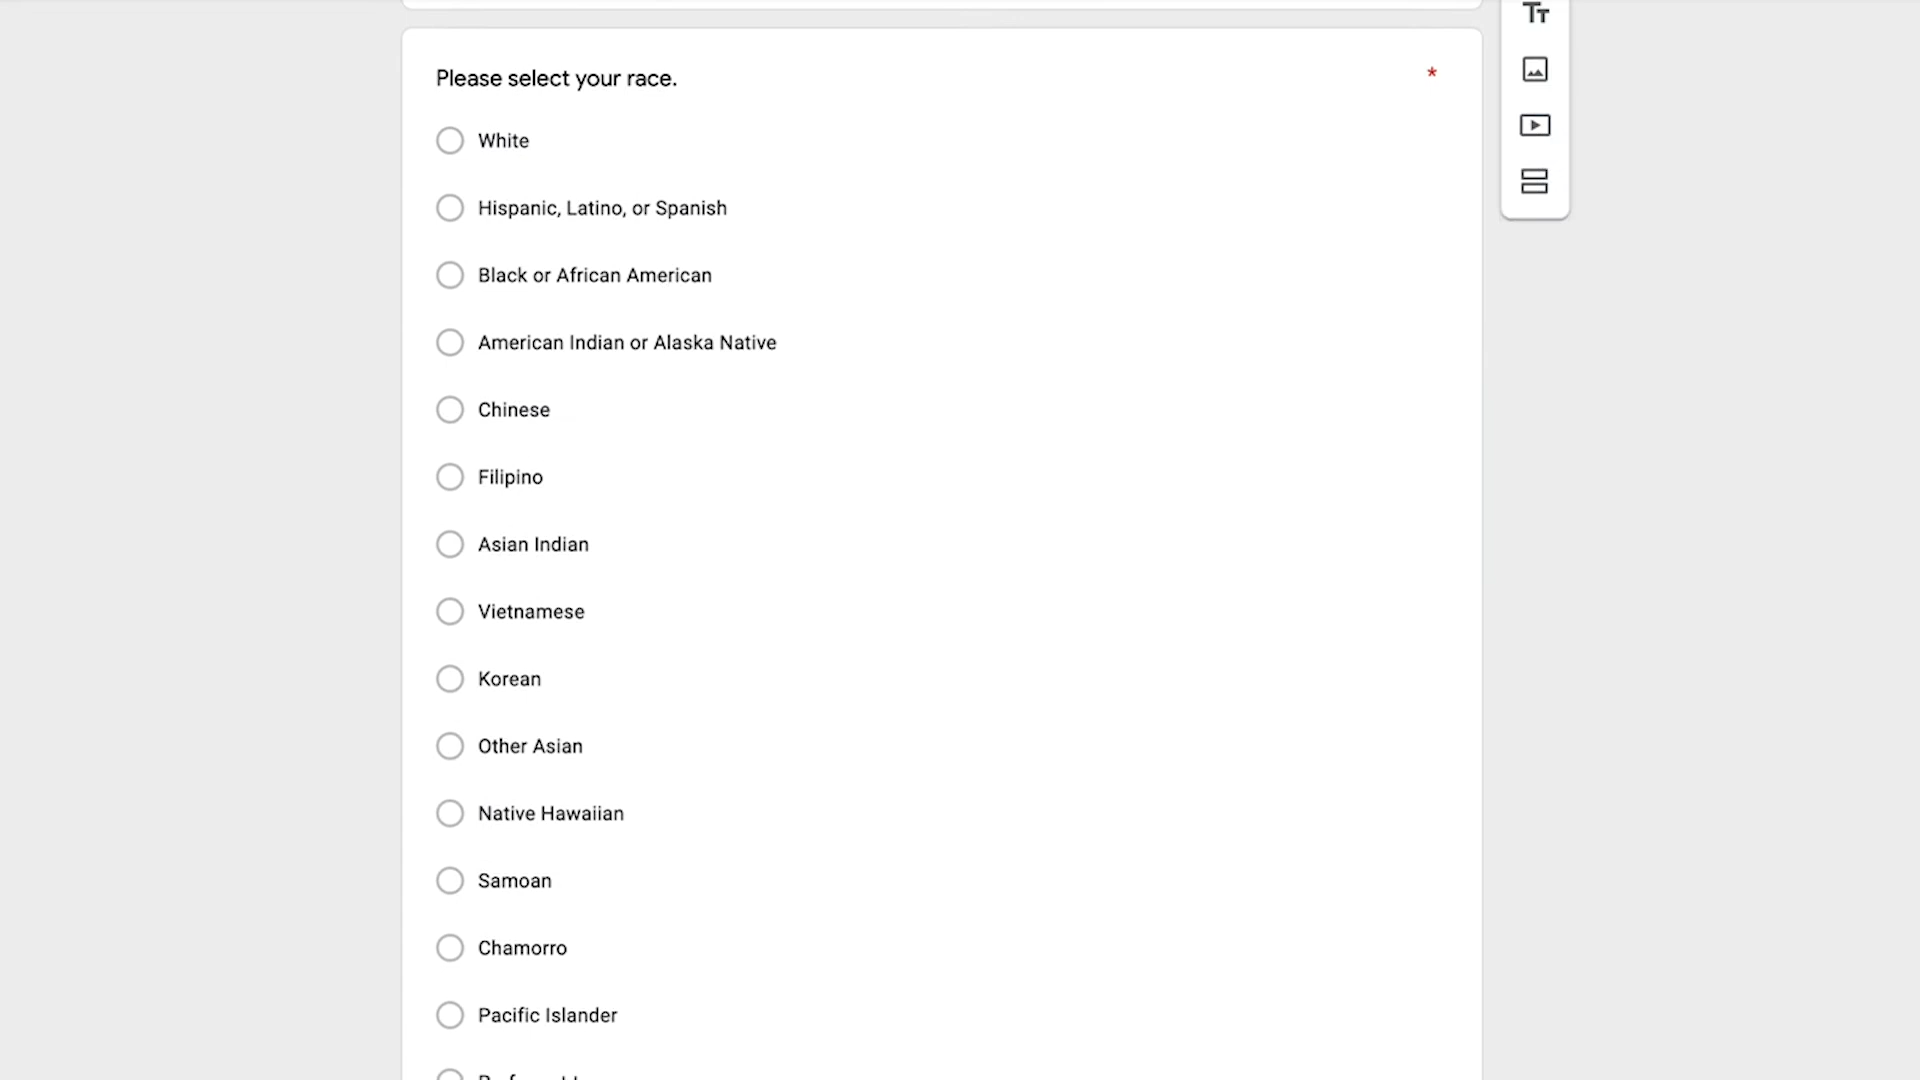 Please select your race. *
White
Hispanic, Latino, or Spanish
Black or African American
American Indian or Alaska Native
Chinese
Filipino
Asian Indian
Vietnamese
Korean
Other Asian
Native Hawaiian
Samoan
Chamorro
Pacific Islander